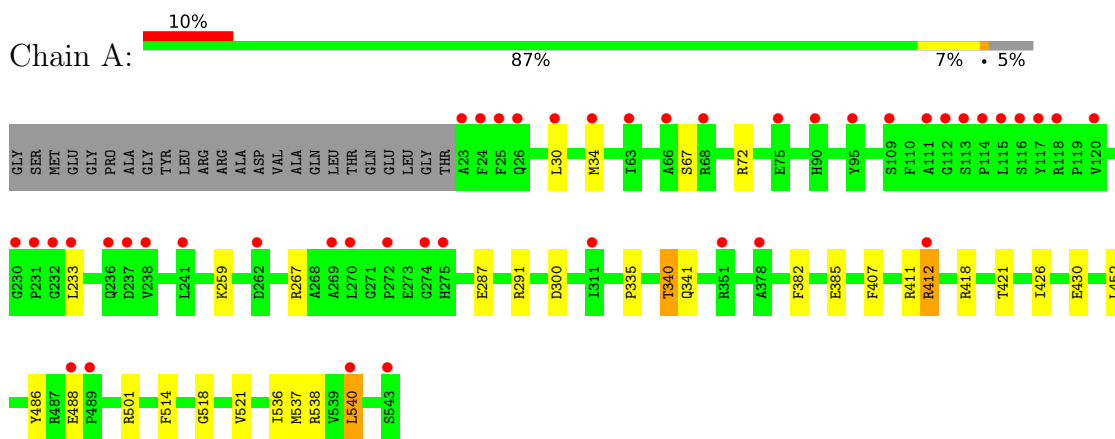 10%
Chain A:
87% 7% • 5%
GLY SER MET GLU GLY PRO ALA GLY TYR LEU ARG ARG ALA ASP VAL ALA GLN LEU THR GLN GLU LEU GLY THR A23 F24 F25 Q26 L30 M34 I63 A66 S67 R68 R72 E75 H90 Y95 S109 F110 A111 G112 S113 P114 L115 S116 Y117 R118 P119 V120
G230 P231 G232 L233 Q236 D237 V238 L241 K259 D262 R267 A268 A269 L270 G271 P272 E273 G274 H275 E287 R291 D300 I311 P335 T340 Q341 R351 A378 F382 E385 F407 R411 R412 R418 T421 I426 E430
Y486 R487 E488 P489 R501 F514 G518 V521 I536 M537 R538 V539 L540 S543